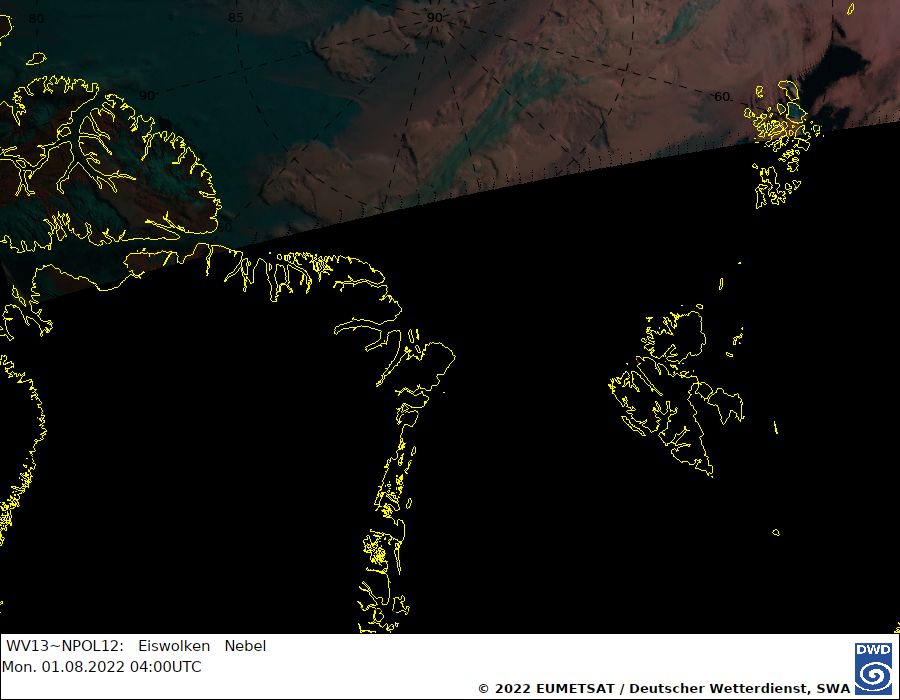 80 85 90
90 60
WV13~NPOL12: Eiswolken Nebel
Mon. 01.08.2022 04:00UTC
DWD
© 2022 EUMETSAT / Deutscher Wetterdienst, SWA